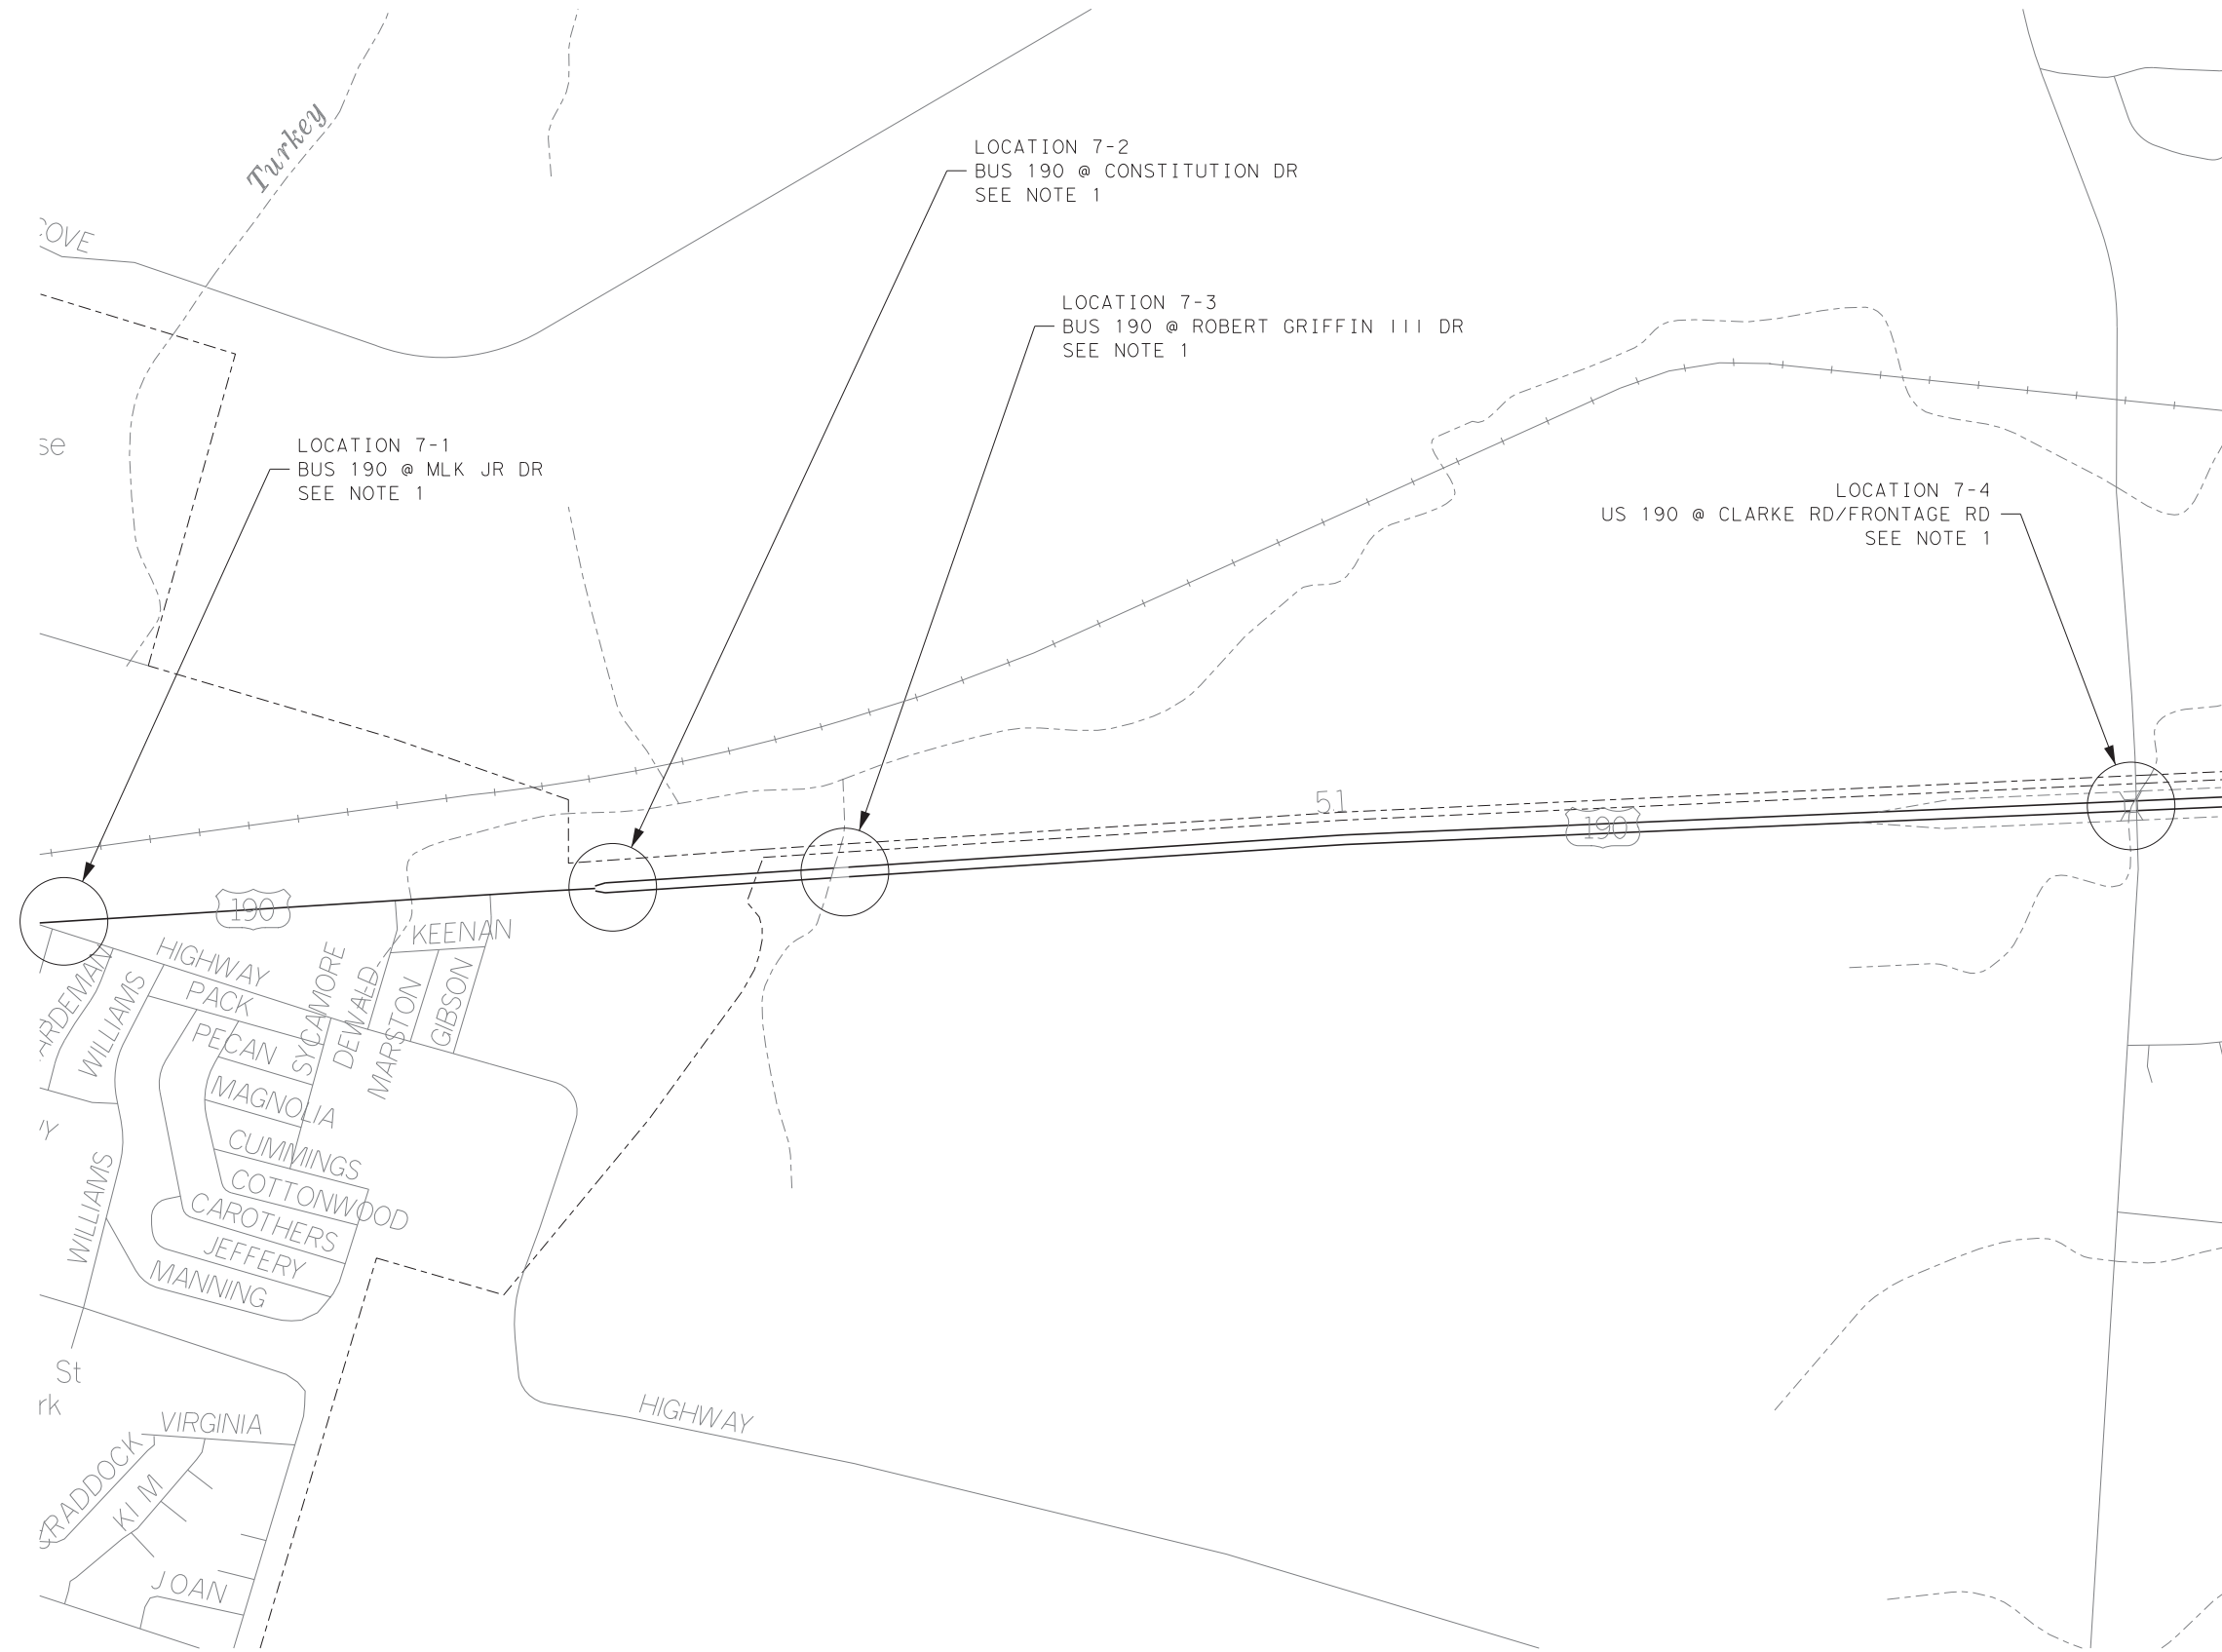 Turkey
LOCATION 7-2
BUS 190 @ CONSTITUTION DR
SEE NOTE 1
OVE
LOCATION 7-3
BUS 190 @ ROBERT GRIFFIN III DR
SEE NOTE 1
LOCATION 7-1
BUS 190 @ MLK JR DR
SEE NOTE 1
se
LOCATION 7-4
US 190 @ CLARKE RD/FRONTAGE RD
SEE NOTE 1
51
190
190
KEENAN
HIGHWAY
ARDEMAN
WILLIAMS
PACK
SYCAMORE
DEWALD
MARSTON
GIBSON
PECAN
MAGNOLIA
CUMMINGS
COTTONWOOD
WILLIAMS
CAROTHERS
JEFFERY
MANNING
Y
St
rk
HIGHWAY
VIRGINIA
RADDOCK
KIM
JOAN